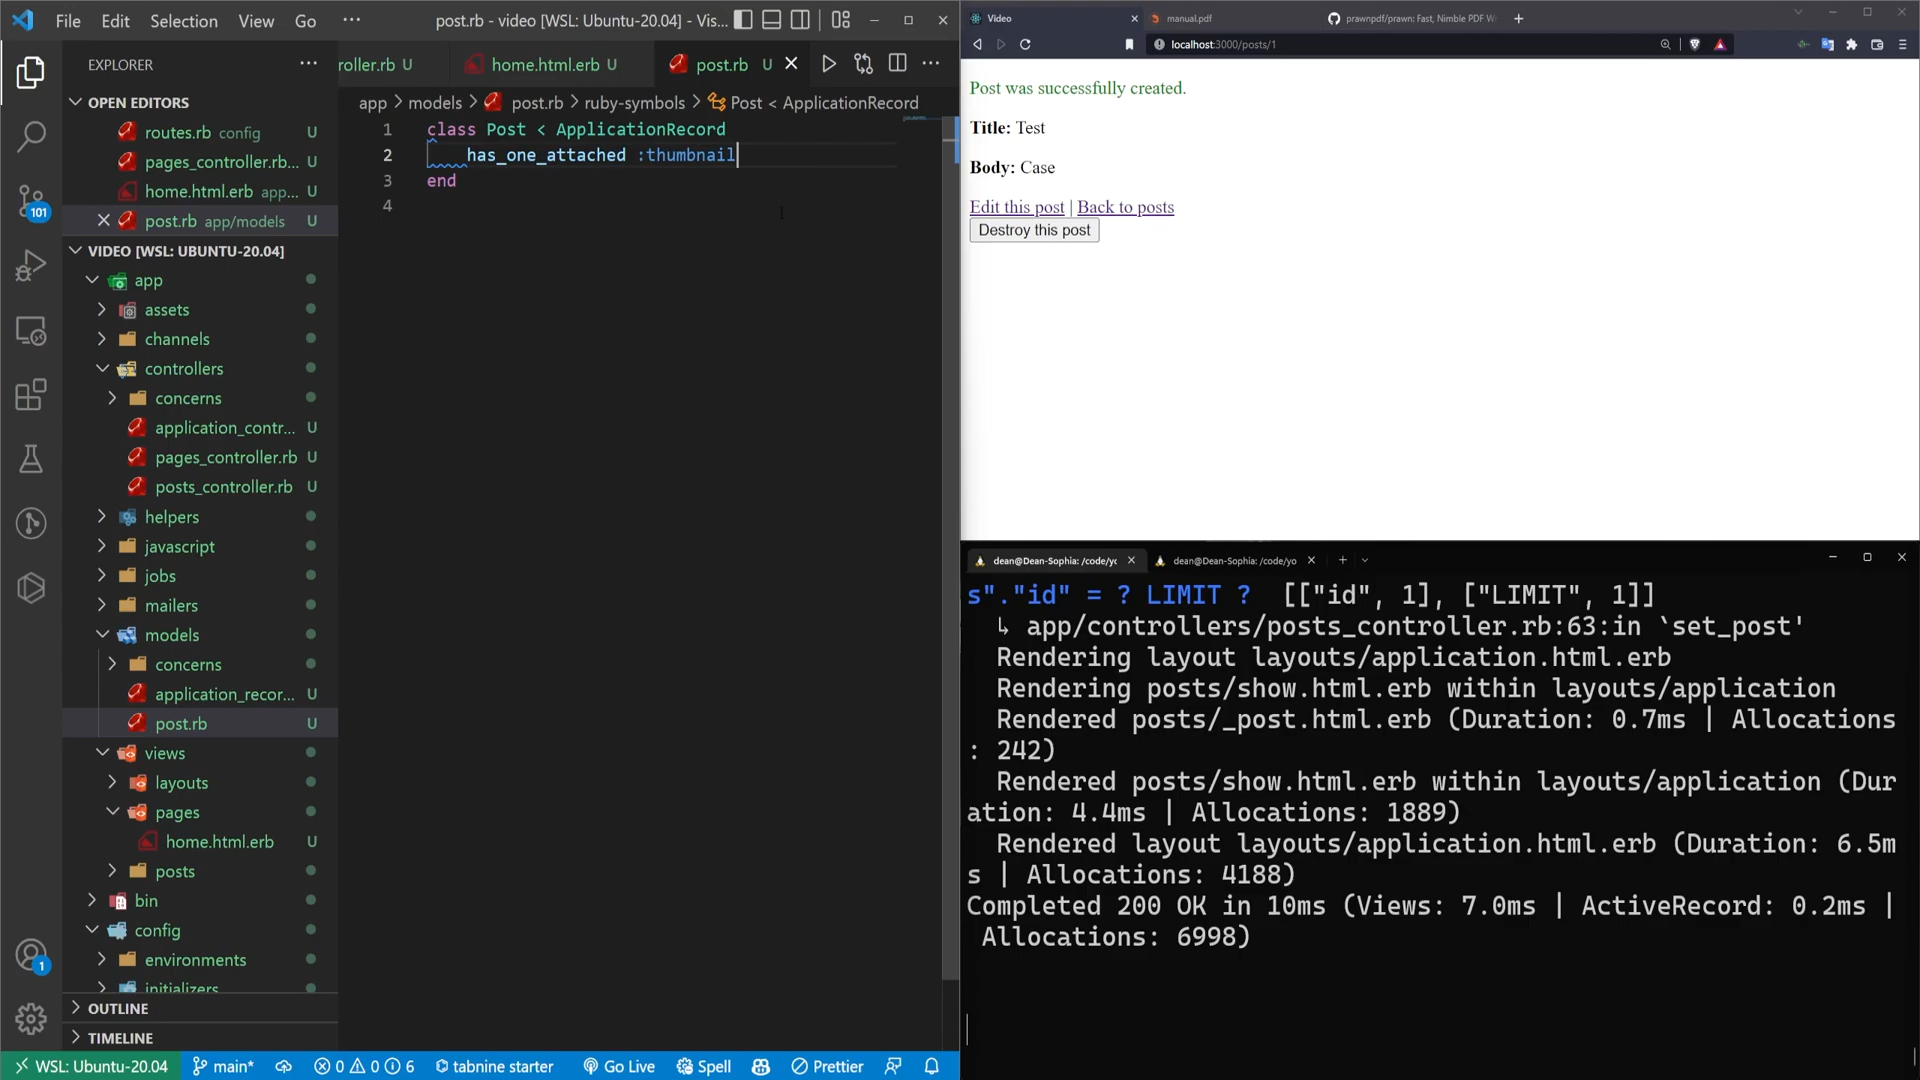 File Edit Selection View Go ··· post.rb - video [WSL: Ubuntu-20.04] - Vis...
EXPLORER
OPEN EDITORS
routes.rb config U
pages_controller.rb... U
home.html.erb app... U
post.rb app/models U
VIDEO [WSL: UBUNTU-20.04]
app
assets
channels
controllers
concerns
application_contr... U
pages_controller.rb U
posts_controller.rb U
helpers
javascript
jobs
mailers
models
concerns
application_recor... U
post.rb U
views
layouts
pages
home.html.erb U
posts
bin
config
environments
initializers
OUTLINE
TIMELINE
101
1
roller.rb U home.html.erb U post.rb U
app > models > post.rb > ruby-symbols > Post < ApplicationRecord
1 class Post < ApplicationRecord
2 has_one_attached :thumbnail
3 end
4
WSL: Ubuntu-20.04 main* 0 0 6 tabnine starter Go Live Spell Prettier
Video manual.pdf prawnpdf/prawn: Fast, Nimble PDF W
localhost:3000/posts/1
Post was successfully created.
Title: Test
Body: Case
Edit this post | Back to posts
Destroy this post
dean@Dean-Sophia: /code/yo dean@Dean-Sophia: /code/yo
s"."id" = ? LIMIT ?  [["id", 1], ["LIMIT", 1]]
↳ app/controllers/posts_controller.rb:63:in `set_post'
Rendering layout layouts/application.html.erb
Rendering posts/show.html.erb within layouts/application
Rendered posts/_post.html.erb (Duration: 0.7ms | Allocations
: 242)
Rendered posts/show.html.erb within layouts/application (Dur
ation: 4.4ms | Allocations: 1889)
Rendered layout layouts/application.html.erb (Duration: 6.5m
s | Allocations: 4188)
Completed 200 OK in 10ms (Views: 7.0ms | ActiveRecord: 0.2ms |
Allocations: 6998)